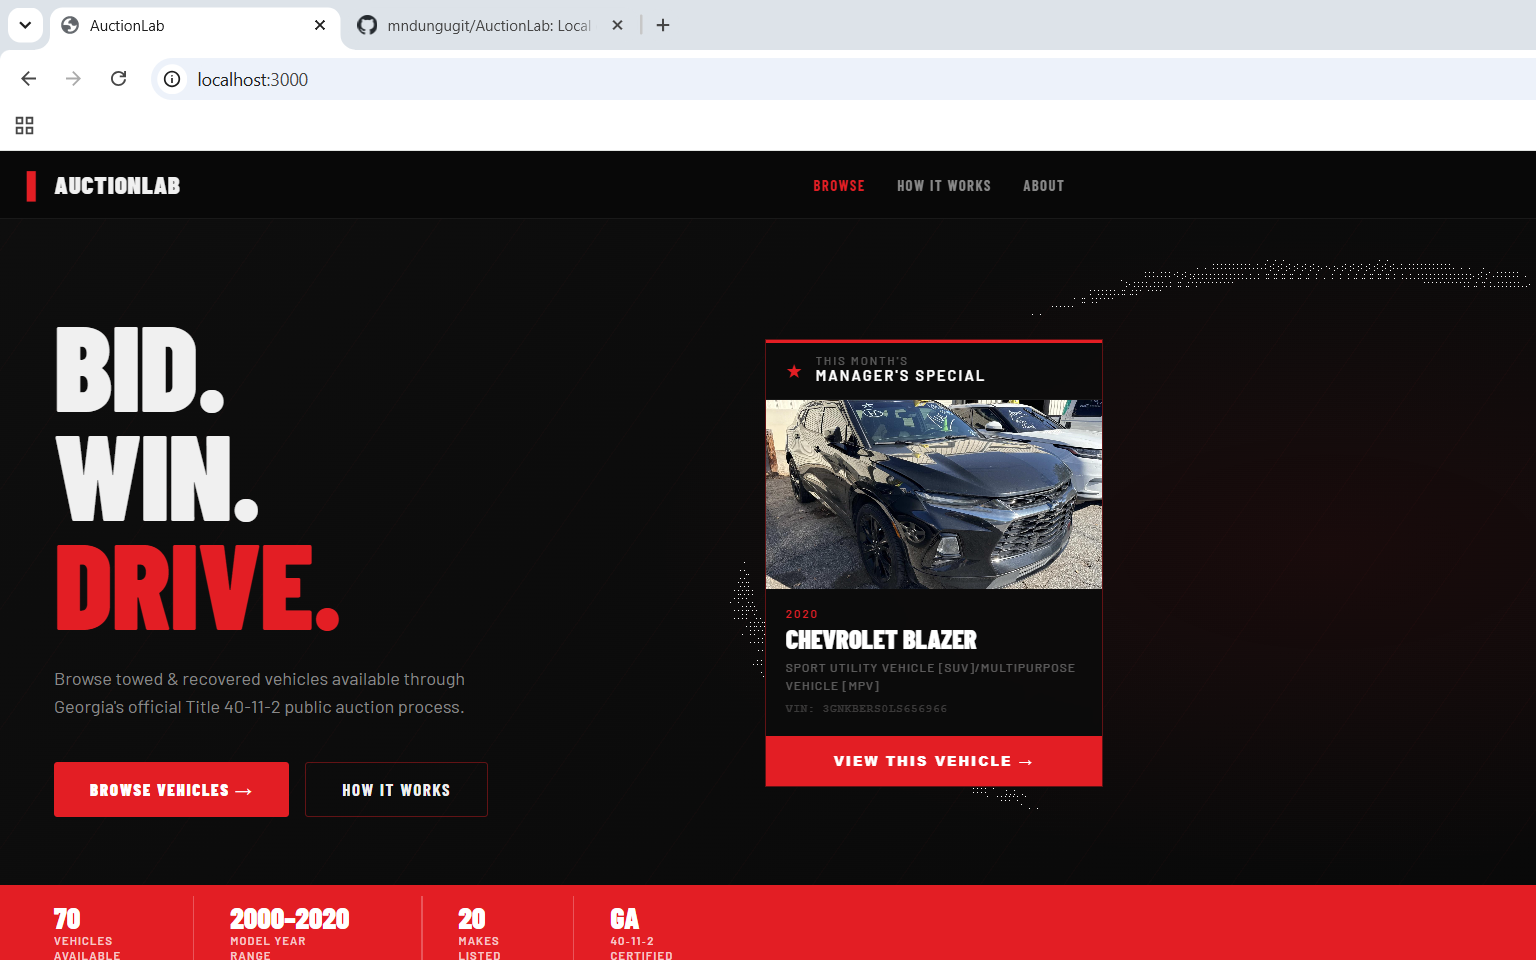 AuctionLab
mndungugit/AuctionLab: Local
localhost:3000
AUCTIONLAB
BROWSE
HOW IT WORKS
ABOUT
BID.
WIN.
DRIVE.
Browse towed & recovered vehicles available through
Georgia's official Title 40-11-2 public auction process.
BROWSE VEHICLES →
HOW IT WORKS
THIS MONTH'S
★ MANAGER'S SPECIAL
2020
CHEVROLET BLAZER
SPORT UTILITY VEHICLE [SUV]/MULTIPURPOSE
VEHICLE [MPV]
VIN: 3GNKBERS0LS656966
VIEW THIS VEHICLE →
70
VEHICLES
AVAILABLE
2000–2020
MODEL YEAR
RANGE
20
MAKES
LISTED
GA
40-11-2
CERTIFIED